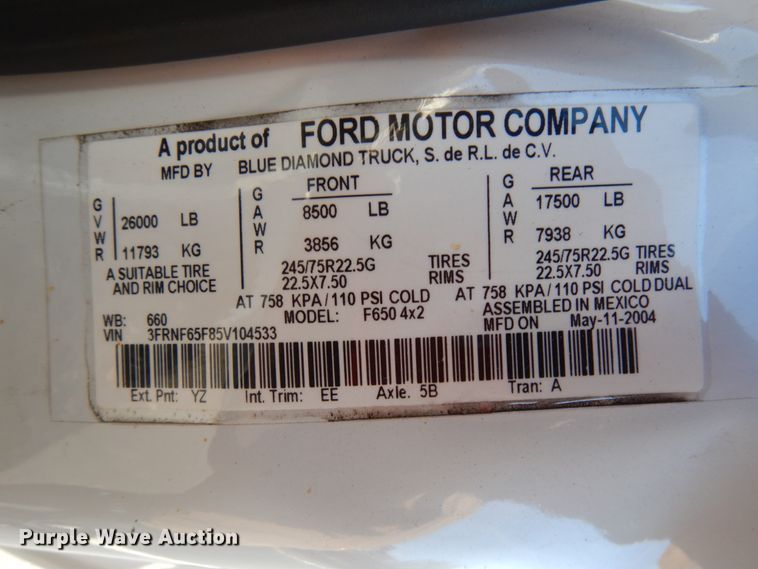 A product of FORD MOTOR COMPANY
MFD BY BLUE DIAMOND TRUCK, S. de R.L. de C.V.
GVWR 26000 LB
11793 KG
GAWR FRONT
8500 LB
3856 KG
GAWR REAR
17500 LB
7938 KG
A SUITABLE TIRE
AND RIM CHOICE
245/75R22.5G TIRES
22.5X7.50 RIMS
AT 758 KPA/110 PSI COLD
245/75R22.5G TIRES
22.5X7.50 RIMS
AT 758 KPA/110 PSI COLD DUAL
WB: 660
MODEL: F650 4x2
ASSEMBLED IN MEXICO
VIN 3FRNF65F85V104533
MFD ON May-11-2004
Ext. Pnt: YZ Int. Trim: EE Axle. 5B Tran: A
Purple Wave Auction